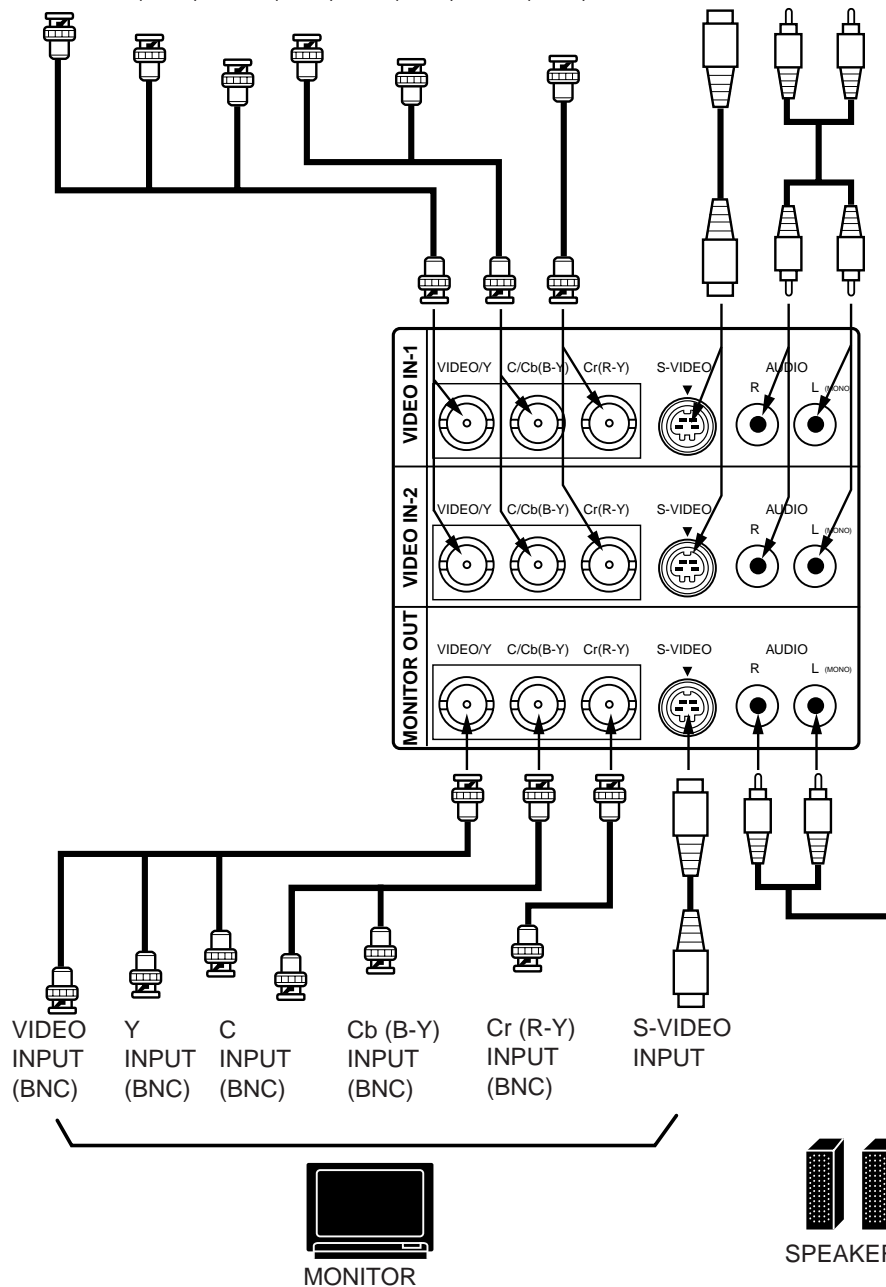 VIDEO IN-1
VIDEO/Y C/Cb(B-Y) Cr(R-Y) S-VIDEO AUDIO
R L (MONO)
VIDEO IN-2
VIDEO/Y C/Cb(B-Y) Cr(R-Y) S-VIDEO AUDIO
R L (MONO)
MONITOR OUT
VIDEO/Y C/Cb(B-Y) Cr(R-Y) S-VIDEO AUDIO
R L (MONO)
VIDEO
INPUT
(BNC)
Y
INPUT
(BNC)
C
INPUT
(BNC)
Cb (B-Y)
INPUT
(BNC)
Cr (R-Y)
INPUT
(BNC)
S-VIDEO
INPUT
MONITOR
SPEAKER